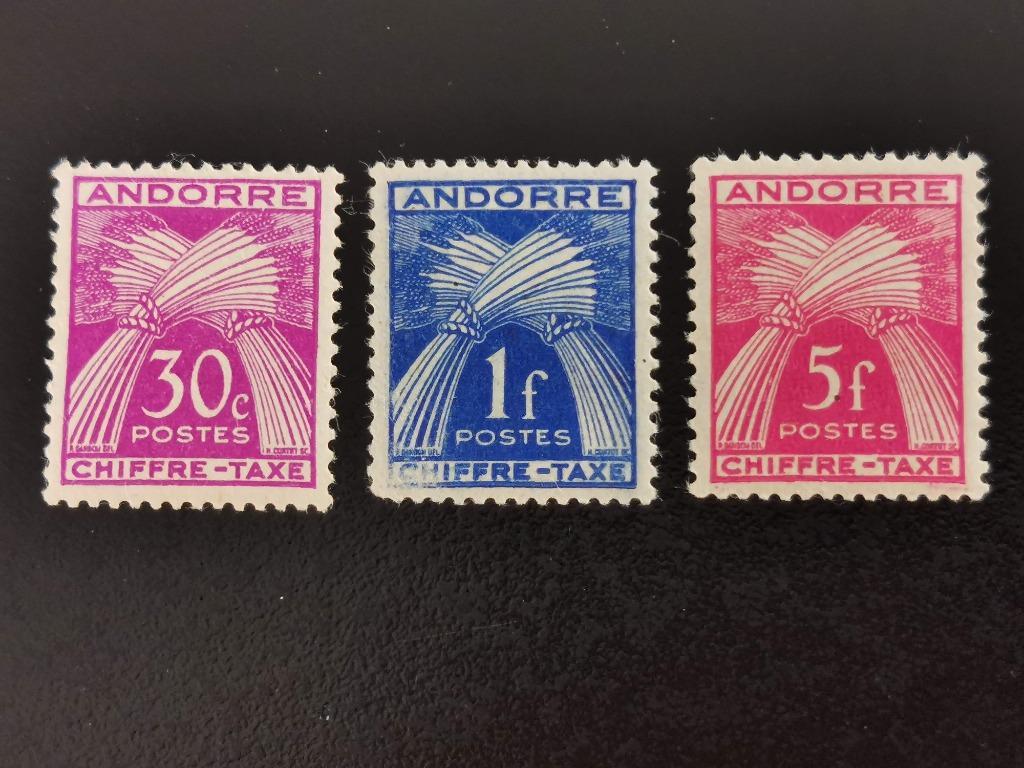 ANDORRE
30c
POSTES
CHIFFRE-TAXE
ANDORRE
1f
POSTES
CHIFFRE-TAXE
ANDORRE
5f
POSTES
CHIFFRE-TAXE